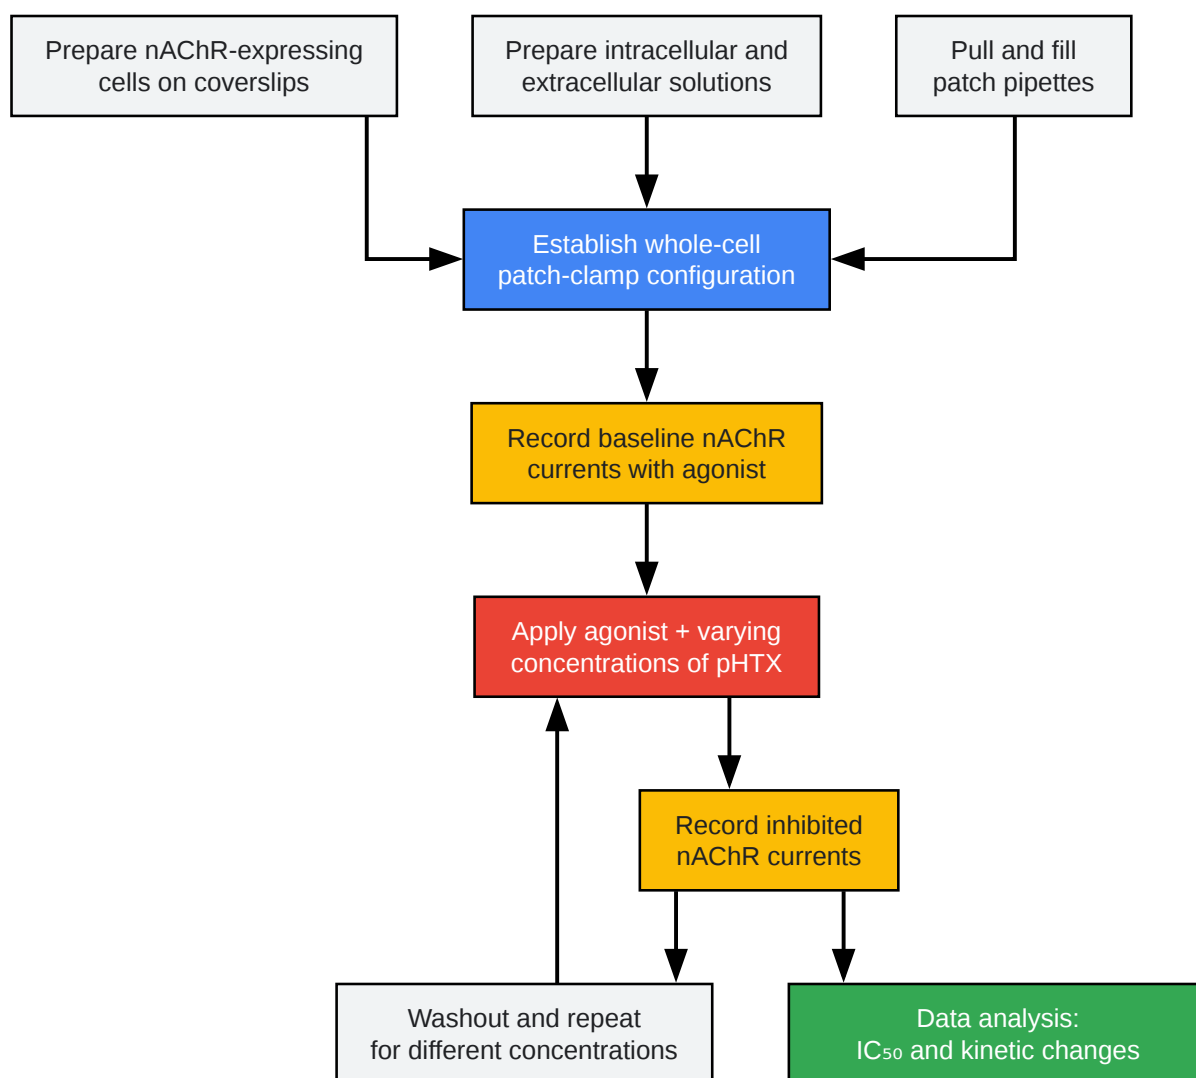 Prepare nAChR-expressing
cells on coverslips
Prepare intracellular and
extracellular solutions
Pull and fill
patch pipettes
Establish whole-cell
patch-clamp configuration
Record baseline nAChR
currents with agonist
Apply agonist + varying
concentrations of pHTX
Record inhibited
nAChR currents
Washout and repeat
for different concentrations
Data analysis:
IC₅₀ and kinetic changes